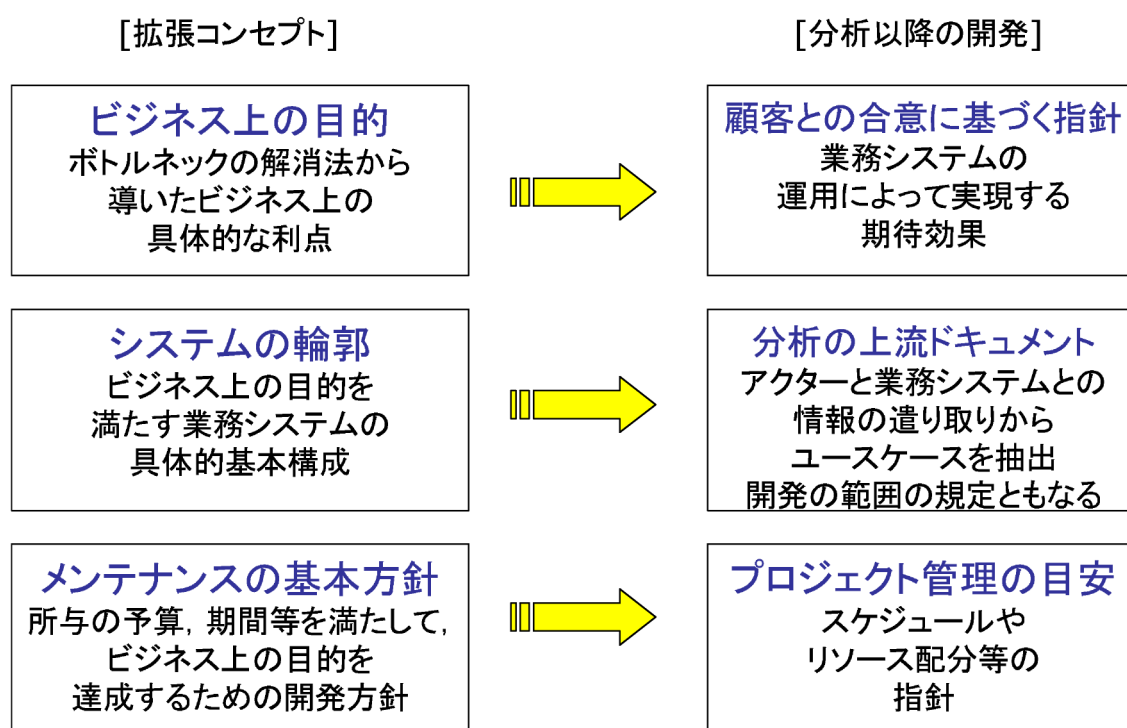 [拡張コンセプト]
[分析以降の開発]
ビジネス上の目的
ボトルネックの解消法から
導いたビジネス上の
具体的な利点
顧客との合意に基づく指針
業務システムの
運用によって実現する
期待効果
システムの輪郭
ビジネス上の目的を
満たす業務システムの
具体的基本構成
分析の上流ドキュメント
アクターと業務システムとの
情報の遣り取りから
ユースケースを抽出
開発の範囲の規定ともなる
メンテナンスの基本方針
所与の予算, 期間等を満たして,
ビジネス上の目的を
達成するための開発方針
プロジェクト管理の目安
スケジュールや
リソース配分等の
指針